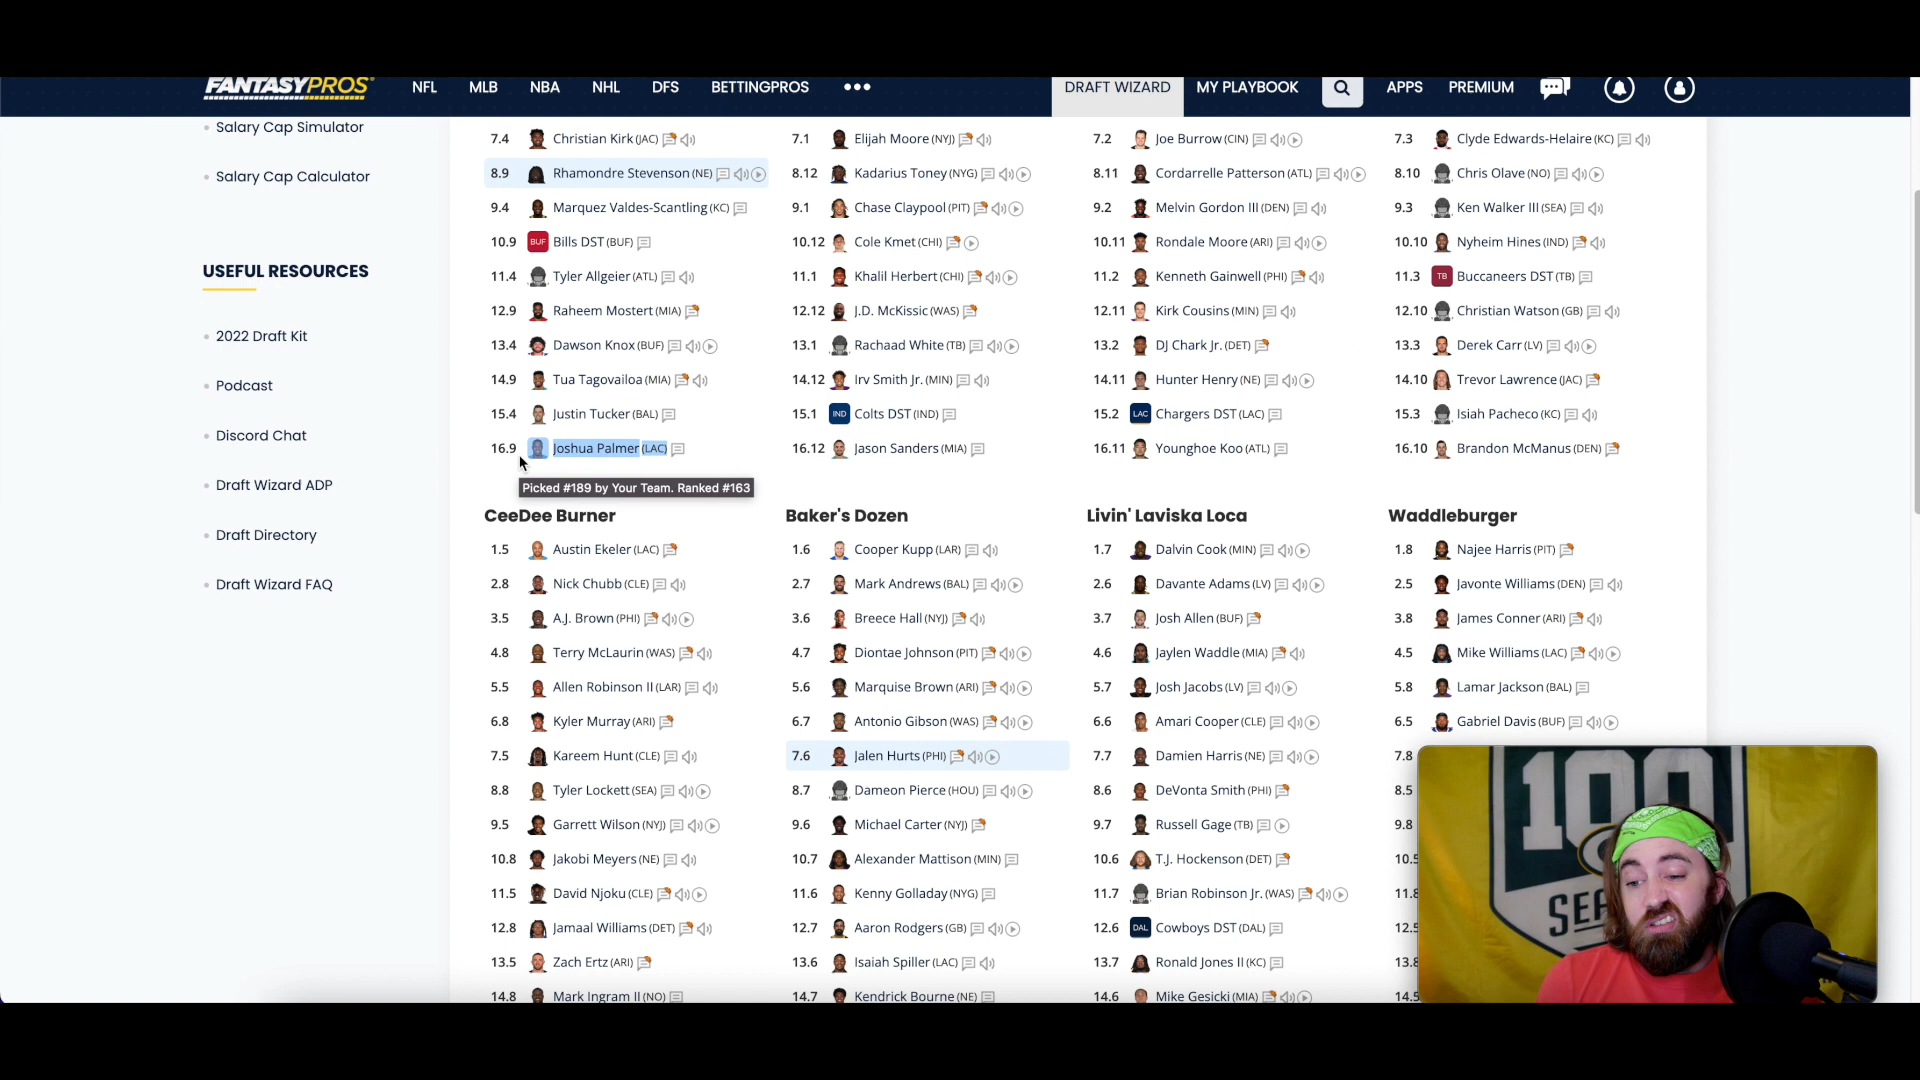 FANTASYPROS NFL MLB NBA NHL DFS BETTINGPROS ••• DRAFT WIZARD MY PLAYBOOK APPS PREMIUM
Salary Cap Simulator
Salary Cap Calculator
USEFUL RESOURCES
2022 Draft Kit
Podcast
Discord Chat
Draft Wizard ADP
Draft Directory
Draft Wizard FAQ
7.4 Christian Kirk (JAC)
8.9 Rhamondre Stevenson (NE)
9.4 Marquez Valdes-Scantling (KC)
10.9 BUF Bills DST (BUF)
11.4 Tyler Allgeier (ATL)
12.9 Raheem Mostert (MIA)
13.4 Dawson Knox (BUF)
14.9 Tua Tagovailoa (MIA)
15.4 Justin Tucker (BAL)
16.9 Joshua Palmer (LAC)
Picked #189 by Your Team. Ranked #163
7.1 Elijah Moore (NYJ)
8.12 Kadarius Toney (NYG)
9.1 Chase Claypool (PIT)
10.12 Cole Kmet (CHI)
11.1 Khalil Herbert (CHI)
12.12 J.D. McKissic (WAS)
13.1 Rachaad White (TB)
14.12 Irv Smith Jr. (MIN)
15.1 IND Colts DST (IND)
16.12 Jason Sanders (MIA)
7.2 Joe Burrow (CIN)
8.11 Cordarrelle Patterson (ATL)
9.2 Melvin Gordon III (DEN)
10.11 Rondale Moore (ARI)
11.2 Kenneth Gainwell (PHI)
12.11 Kirk Cousins (MIN)
13.2 DJ Chark Jr. (DET)
14.11 Hunter Henry (NE)
15.2 LAC Chargers DST (LAC)
16.11 Younghoe Koo (ATL)
7.3 Clyde Edwards-Helaire (KC)
8.10 Chris Olave (NO)
9.3 Ken Walker III (SEA)
10.10 Nyheim Hines (IND)
11.3 TB Buccaneers DST (TB)
12.10 Christian Watson (GB)
13.3 Derek Carr (LV)
14.10 Trevor Lawrence (JAC)
15.3 Isiah Pacheco (KC)
16.10 Brandon McManus (DEN)
CeeDee Burner
1.5 Austin Ekeler (LAC)
2.8 Nick Chubb (CLE)
3.5 A.J. Brown (PHI)
4.8 Terry McLaurin (WAS)
5.5 Allen Robinson II (LAR)
6.8 Kyler Murray (ARI)
7.5 Kareem Hunt (CLE)
8.8 Tyler Lockett (SEA)
9.5 Garrett Wilson (NYJ)
10.8 Jakobi Meyers (NE)
11.5 David Njoku (CLE)
12.8 Jamaal Williams (DET)
13.5 Zach Ertz (ARI)
14.8 Mark Ingram II (NO)
Baker's Dozen
1.6 Cooper Kupp (LAR)
2.7 Mark Andrews (BAL)
3.6 Breece Hall (NYJ)
4.7 Diontae Johnson (PIT)
5.6 Marquise Brown (ARI)
6.7 Antonio Gibson (WAS)
7.6 Jalen Hurts (PHI)
8.7 Dameon Pierce (HOU)
9.6 Michael Carter (NYJ)
10.7 Alexander Mattison (MIN)
11.6 Kenny Golladay (NYG)
12.7 Aaron Rodgers (GB)
13.6 Isaiah Spiller (LAC)
14.7 Kendrick Bourne (NE)
Livin' Laviska Loca
1.7 Dalvin Cook (MIN)
2.6 Davante Adams (LV)
3.7 Josh Allen (BUF)
4.6 Jaylen Waddle (MIA)
5.7 Josh Jacobs (LV)
6.6 Amari Cooper (CLE)
7.7 Damien Harris (NE)
8.6 DeVonta Smith (PHI)
9.7 Russell Gage (TB)
10.6 T.J. Hockenson (DET)
11.7 Brian Robinson Jr. (WAS)
12.6 DAL Cowboys DST (DAL)
13.7 Ronald Jones II (KC)
14.6 Mike Gesicki (MIA)
Waddleburger
1.8 Najee Harris (PIT)
2.5 Javonte Williams (DEN)
3.8 James Conner (ARI)
4.5 Mike Williams (LAC)
5.8 Lamar Jackson (BAL)
6.5 Gabriel Davis (BUF)
7.8
8.5
9.8
10.5
11.8
12.5
13.8
14.5
100
SEA